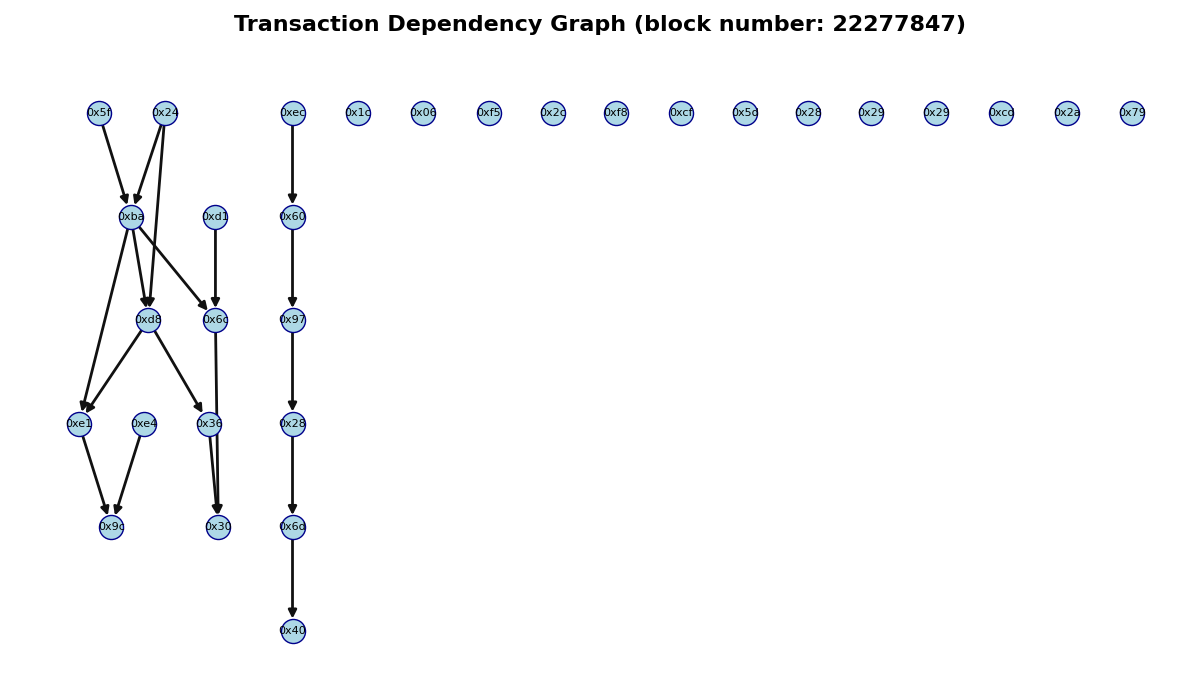 Transaction Dependency Graph (block number: 22277847)
0x5f 0x24 0xec 0x1c 0x06 0xf5 0x2c 0xf8 0xcf 0x5d 0x28 0x29 0x29 0xcd 0x2a 0x79
0xba 0xd1 0x60
0xd8 0x6c 0x97
0xe1 0xe4 0x36 0x28
0x9c 0x30 0x6d
0x40